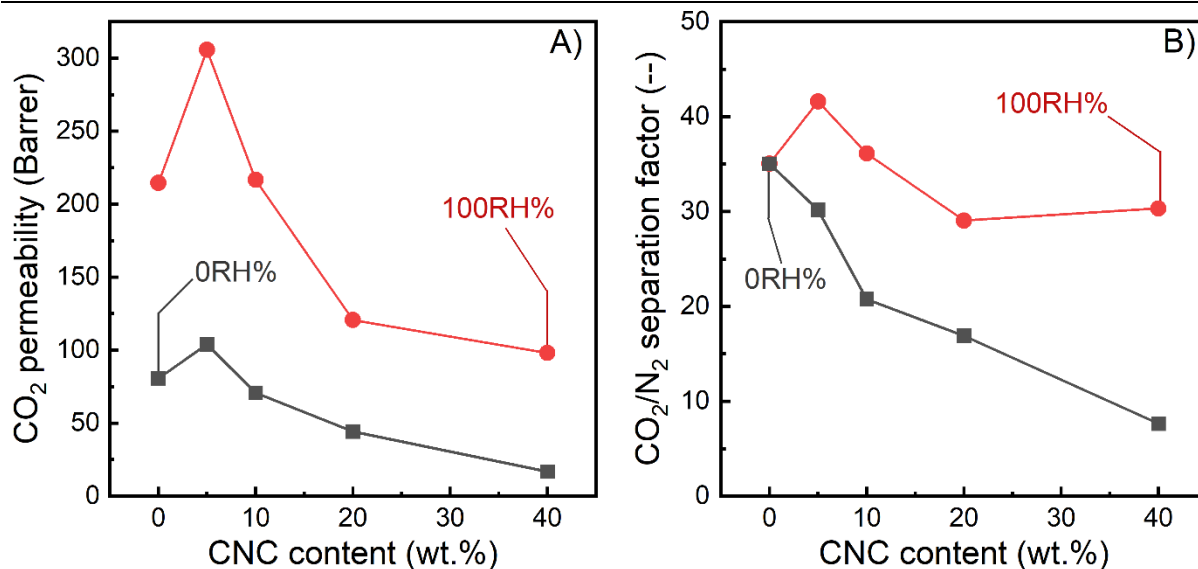 A)
CO₂ permeability (Barrer)
300
250
200
150
100
50
0
0RH%
100RH%
0
10
20
30
40
CNC content (wt.%)
B)
CO₂/N₂ separation factor (--)
50
40
30
20
10
0
100RH%
0RH%
0
10
20
30
40
CNC content (wt.%)